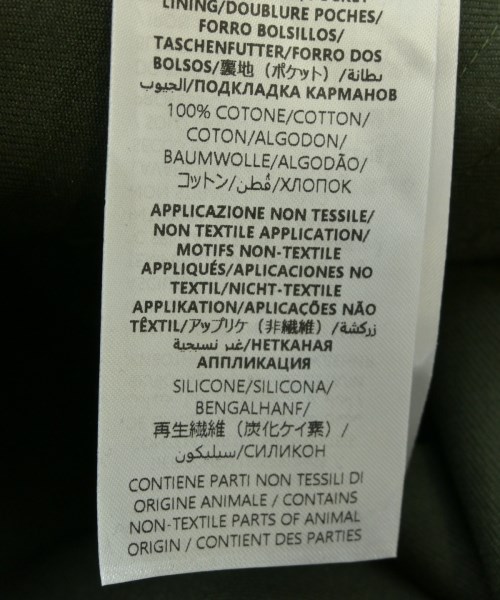 LINING/DOUBLURE POCHES/
FORRO BOLSILLOS/
TASCHENFUTTER/FORRO DOS
BOLSOS/裏地（ポケット）/بطانة
الجيوب/ПОДКЛАДКА КАРМАНОВ
100% COTONE/COTTON/
COTON/ALGODON/
BAUMWOLLE/ALGODÃO/
コットン/قُطن/ХЛОПОК
APPLICAZIONE NON TESSILE/
NON TEXTILE APPLICATION/
MOTIFS NON-TEXTILE
APPLIQUÉS/APLICACIONES NO
TEXTIL/NICHT-TEXTILE
APPLIKATION/APLICAÇÕES NÃO
TÊXTIL/アップリケ（非繊維）/زركشة
غير نسيجية/НЕТКАНАЯ
АППЛИКАЦИЯ
SILICONE/SILICONA/
BENGALHANF/
再生繊維（炭化ケイ素）/
سيليكون/СИЛИКОН
CONTIENE PARTI NON TESSILI DI
ORIGINE ANIMALE / CONTAINS
NON-TEXTILE PARTS OF ANIMAL
ORIGIN / CONTIENT DES PARTIES